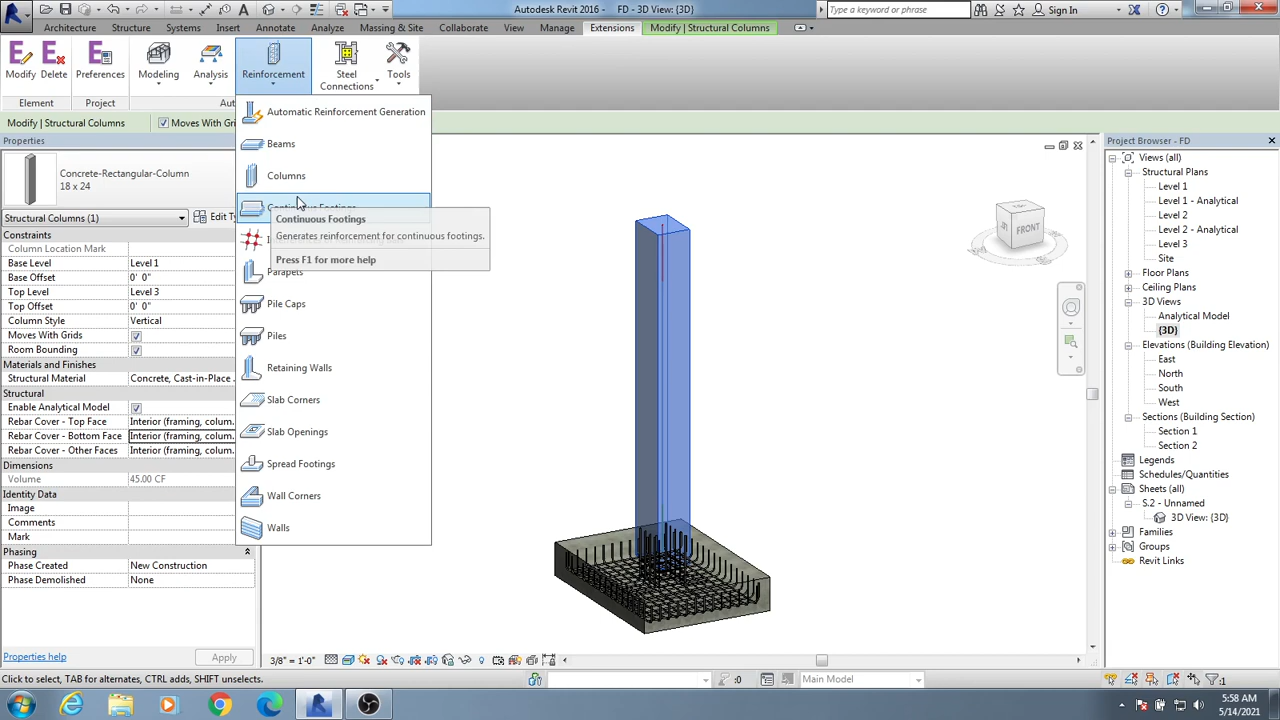 Autodesk Revit 2016 - FD - 3D View: {3D}
Type a keyword or phrase
Sign In
Architecture
Structure
Systems
Insert
Annotate
Analyze
Massing & Site
Collaborate
View
Manage
Extensions
Modify | Structural Columns
Modify
Delete
Preferences
Modeling
Analysis
Reinforcement
Steel
Connections
Tools
Element
Project
Modify | Structural Columns
Moves With
Properties
Concrete-Rectangular-Column
18 x 24
Structural Columns (1)
Edit
Constraints
Column Location Mark
Base Level
Level 1
Base Offset
0' 0"
Top Level
Level 3
Top Offset
0' 0"
Column Style
Vertical
Moves With Grids
Room Bounding
Materials and Finishes
Structural Material
Concrete, Cast-in-Place ..
Structural
Enable Analytical Model
Rebar Cover - Top Face
Interior (framing, colum..
Rebar Cover - Bottom Face
Interior (framing, colum..
Rebar Cover - Other Faces
Interior (framing, colum..
Dimensions
Volume
45.00 CF
Identity Data
Image
Comments
Mark
Phasing
Phase Created
New Construction
Phase Demolished
None
Properties help
Apply
Automatic Reinforcement Generation
Beams
Columns
Continuous Footings
Generates reinforcement for continuous footings.
Press F1 for more help
Parapets
Pile Caps
Piles
Retaining Walls
Slab Corners
Slab Openings
Spread Footings
Wall Corners
Walls
TOP
FRONT
Project Browser - FD
Views (all)
Structural Plans
Level 1
Level 1 - Analytical
Level 2
Level 2 - Analytical
Level 3
Site
Floor Plans
Ceiling Plans
3D Views
Analytical Model
{3D}
Elevations (Building Elevation)
East
North
South
West
Sections (Building Section)
Section 1
Section 2
Legends
Schedules/Quantities
Sheets (all)
S.2 - Unnamed
3D View: {3D}
Families
Groups
Revit Links
3/8" = 1'-0"
Click to select, TAB for alternates, CTRL adds, SHIFT unselects.
:0
Main Model
:1
5:58 AM
5/14/2021